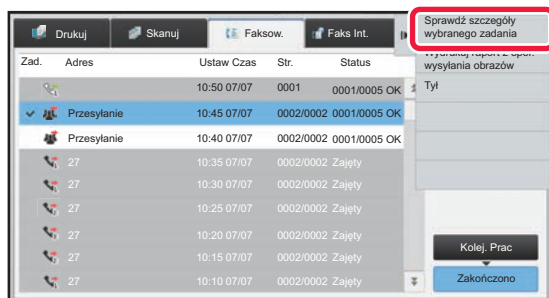 Drukuj Skanuj Faksow. Faks Int.
Sprawdź szczegóły
wybranego zadania
wysyłania obrazów
Tył
Zad. Adres Ustaw Czas Str. Status
10:50 07/07 0001 0001/0005 OK
Przesyłanie 10:45 07/07 0002/0002 0001/0005 OK
Przesyłanie 10:40 07/07 0002/0002 0001/0005 OK
27 10:35 07/07 0002/0002 Zajęty
27 10:30 07/07 0002/0002 Zajęty
27 10:25 07/07 0002/0002 Zajęty
27 10:20 07/07 0002/0002 Zajęty
27 10:15 07/07 0002/0002 Zajęty
27 10:10 07/07 0002/0002 Zajęty
Kolej. Prac
Zakończono